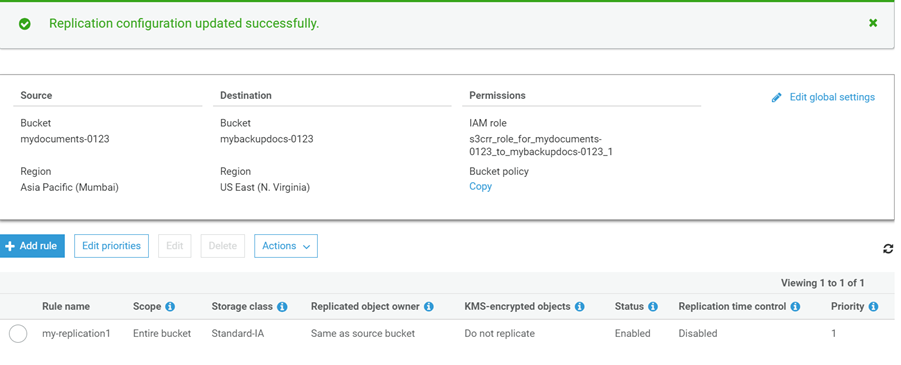 Replication configuration updated successfully.
Source Destination Permissions Edit global settings
Bucket Bucket IAM role
mydocuments-0123 mybackupdocs-0123 s3crr_role_for_mydocuments-
0123_to_mybackupdocs-0123_1
Region Region Bucket policy
Asia Pacific (Mumbai) US East (N. Virginia) Copy
+ Add rule Edit priorities Edit Delete Actions
Viewing 1 to 1 of 1
Rule name Scope Storage class Replicated object owner KMS-encrypted objects Status Replication time control Priority
my-replication1 Entire bucket Standard-IA Same as source bucket Do not replicate Enabled Disabled 1